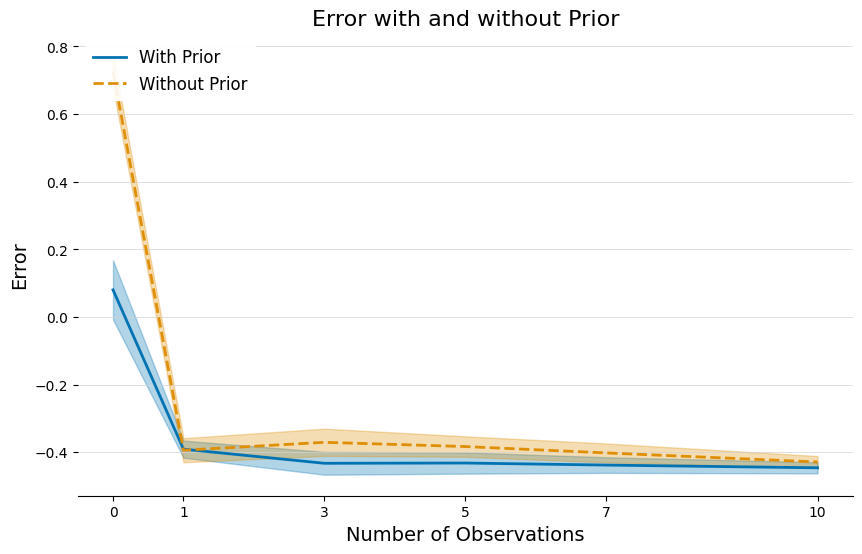 Error with and without Prior
With Prior
Without Prior
Error
0.8
0.6
0.4
0.2
0.0
−0.2
−0.4
0 1 3 5 7 10
Number of Observations